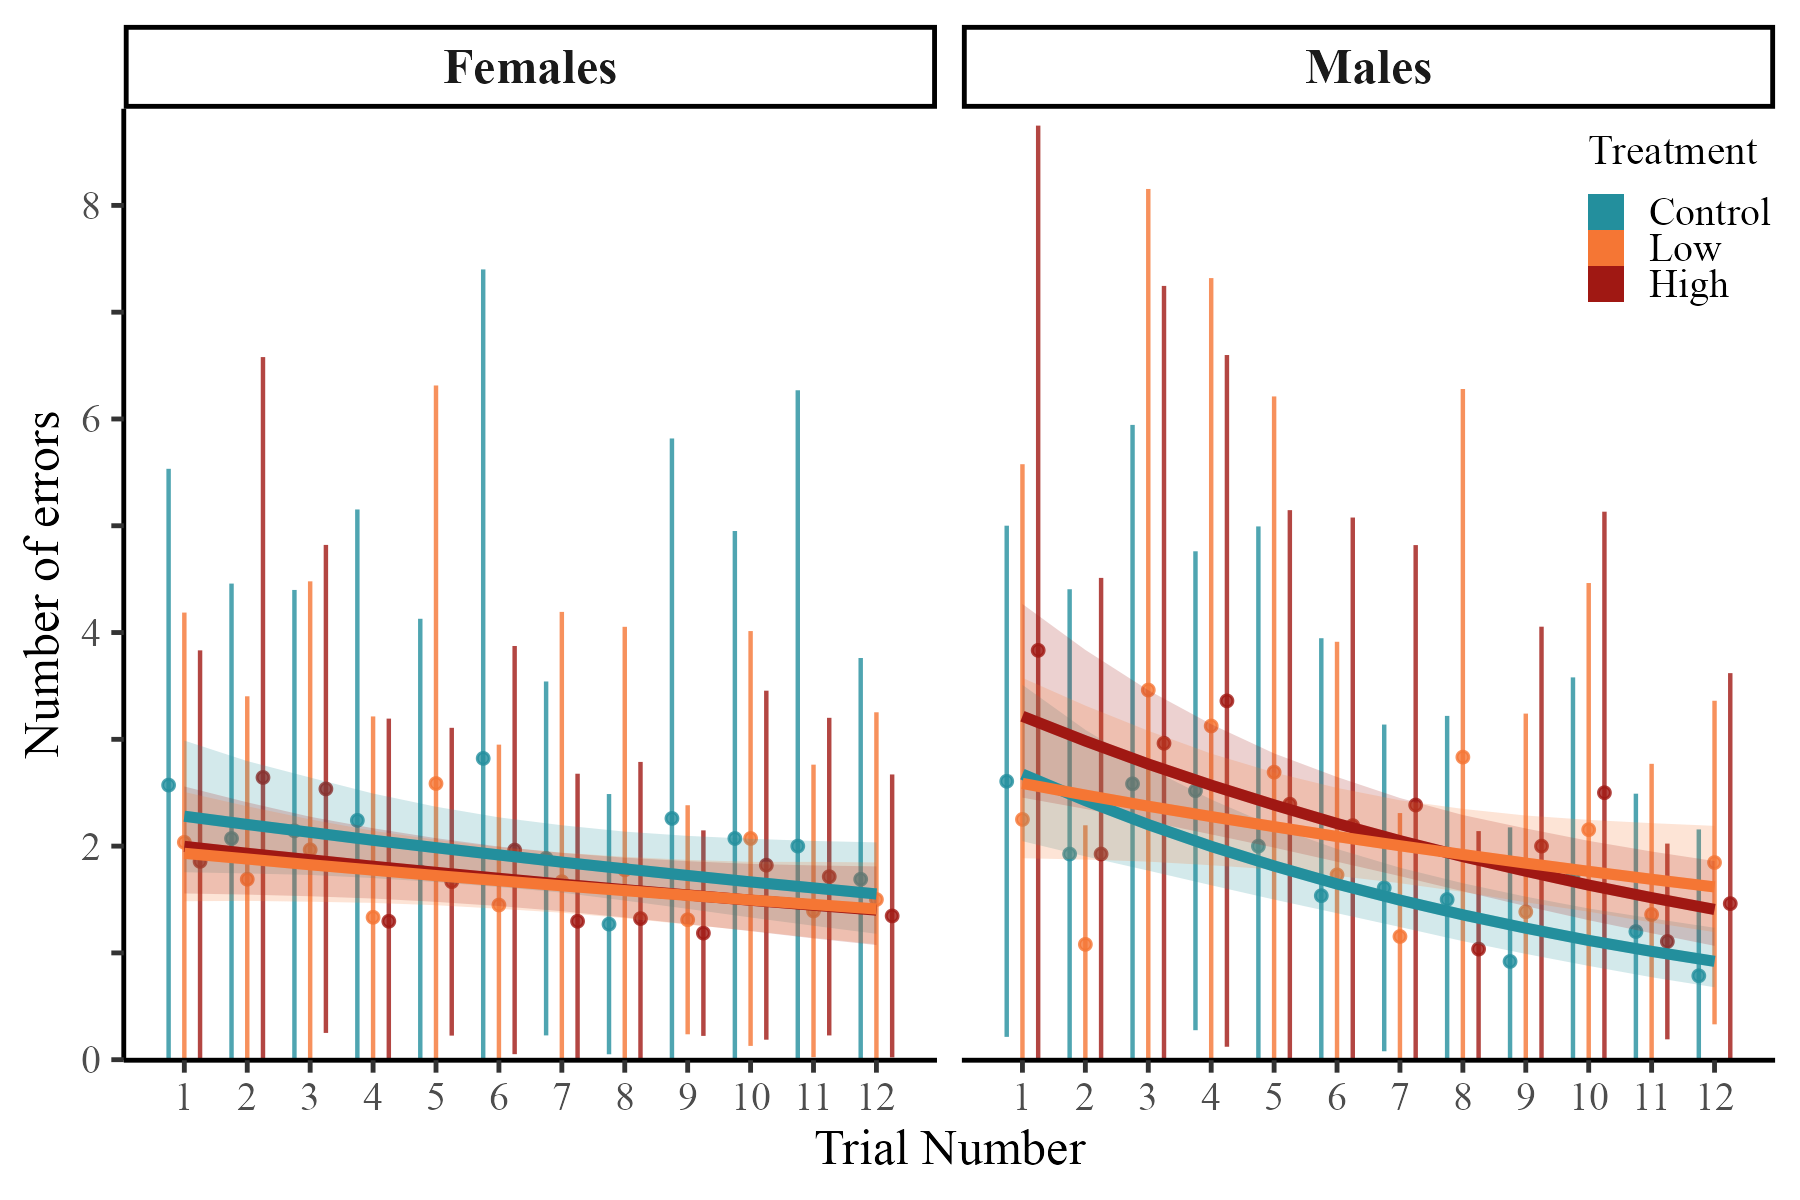 Females
Males
Treatment
Control
Low
High
Number of errors
8
6
4
2
0
1 2 3 4 5 6 7 8 9 10 11 12
1 2 3 4 5 6 7 8 9 10 11 12
Trial Number